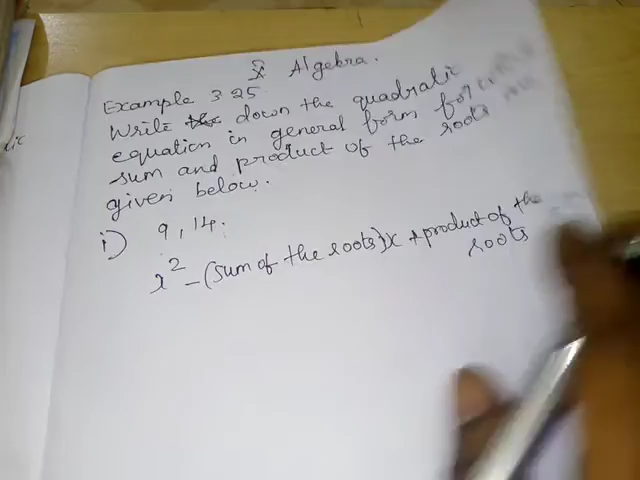 3 Algebra.
Example 3 25
Write down the quadratic
equation in general form for
sum and product of the roots
given below.
i) 9, 14.
x² - (sum of the roots)x + product of the
roots